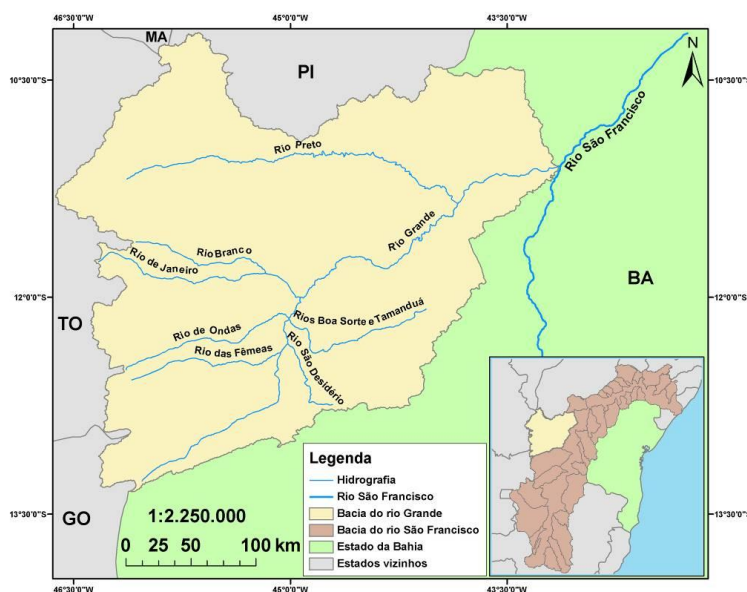 46°30'0"W 45°0'0"W 43°30'0"W
MA
N
PI
10°30'0"S 10°30'0"S
Rio São Francisco
Rio Preto
Rio Grande
Rio Branco
Rio de Janeiro
BA
12°0'0"S 12°0'0"S
TO
Rios Boa Sorte e Tamanduá
Rio de Ondas
Rio das Fêmeas
Rio São Desidério
Legenda
Hidrografia
Rio São Francisco
Bacia do rio Grande
Bacia do rio São Francisco
Estado da Bahia
Estados vizinhos
13°30'0"S 13°30'0"S
GO
1:2.250.000
0 25 50 100 km
46°30'0"W 45°0'0"W 43°30'0"W